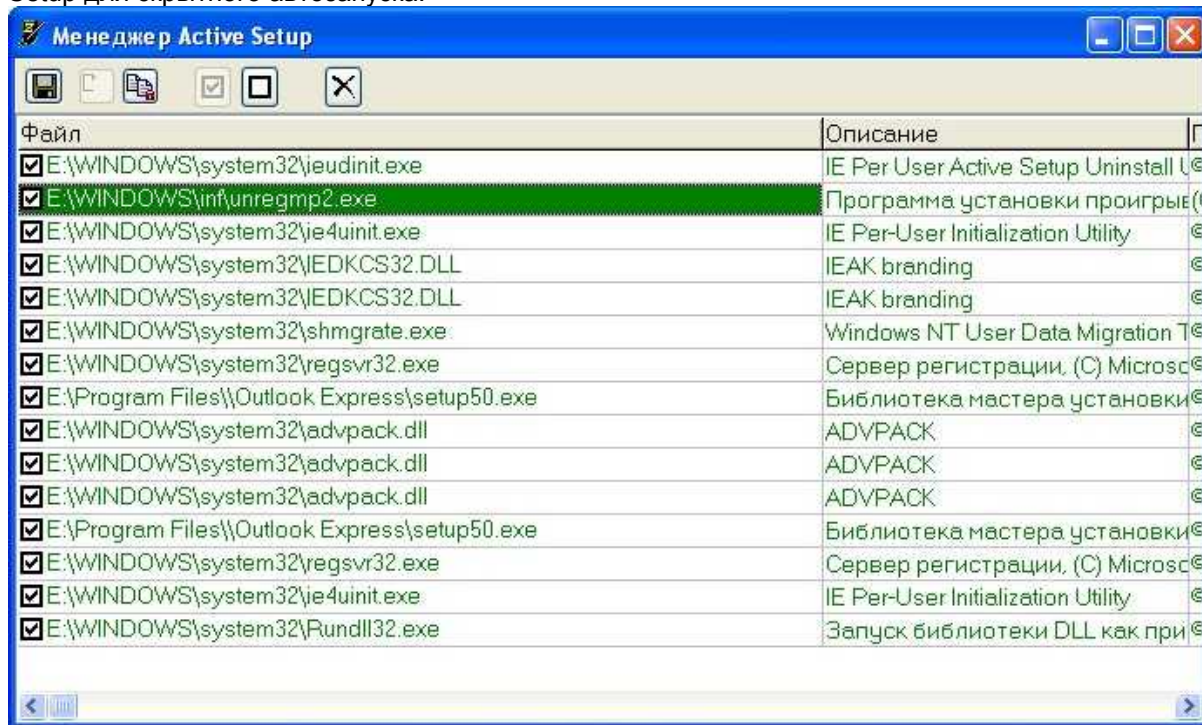 Setup для скрытного автозапуска.
Менеджер Active Setup
Файл Описание
E:\WINDOWS\system32\ieudinit.exe IE Per User Active Setup Uninstall
E:\WINDOWS\inf\unregmp2.exe Программа установки проигрыв
E:\WINDOWS\system32\ie4uinit.exe IE Per-User Initialization Utility
E:\WINDOWS\system32\IEDKCS32.DLL IEAK branding
E:\WINDOWS\system32\IEDKCS32.DLL IEAK branding
E:\WINDOWS\system32\shmgrate.exe Windows NT User Data Migration T
E:\WINDOWS\system32\regsvr32.exe Сервер регистрации, (C) Microsc
E:\Program Files\\Outlook Express\setup50.exe Библиотека мастера установки
E:\WINDOWS\system32\advpack.dll ADVPACK
E:\WINDOWS\system32\advpack.dll ADVPACK
E:\WINDOWS\system32\advpack.dll ADVPACK
E:\Program Files\\Outlook Express\setup50.exe Библиотека мастера установки
E:\WINDOWS\system32\regsvr32.exe Сервер регистрации, (C) Microsc
E:\WINDOWS\system32\ie4uinit.exe IE Per-User Initialization Utility
E:\WINDOWS\system32\Rundll32.exe Запуск библиотеки DLL как при